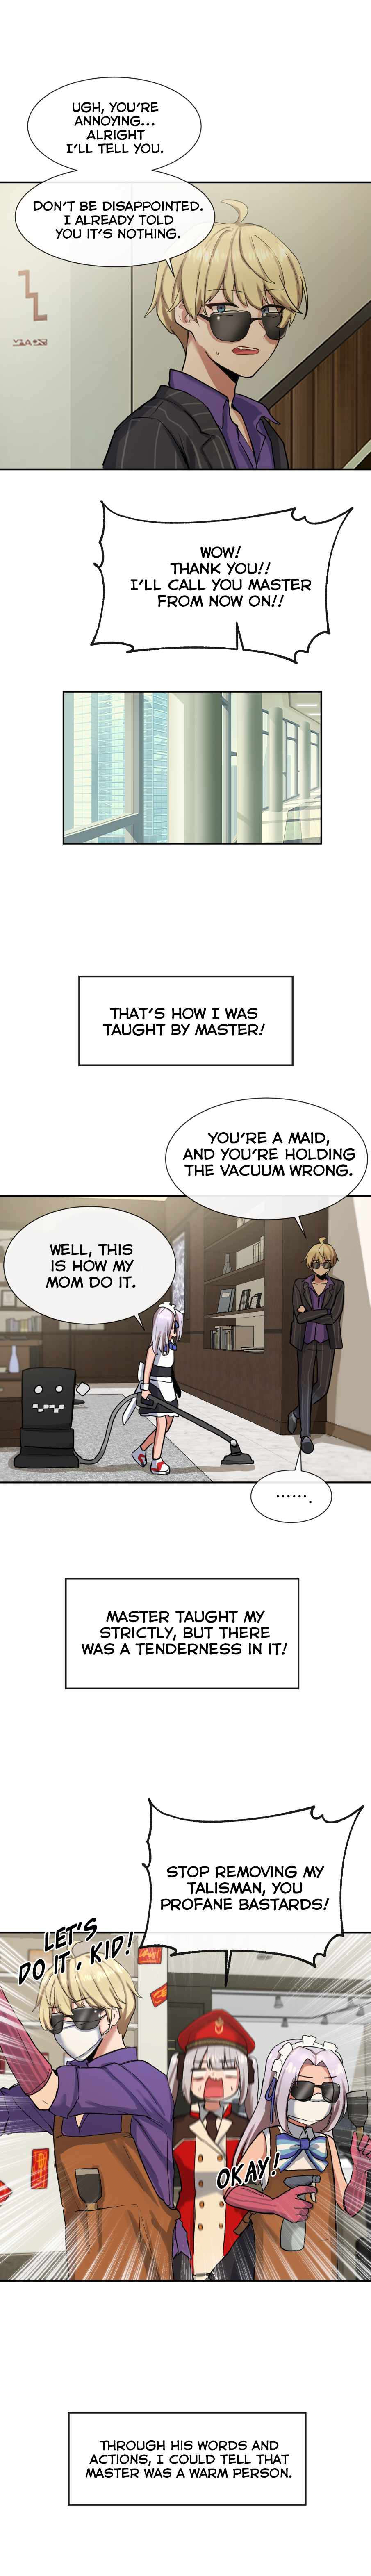 UGH, YOU'RE
ANNOYING...
ALRIGHT
I'LL TELL YOU.
DON'T BE DISAPPOINTED.
I ALREADY TOLD
YOU IT'S NOTHING.
WOW!
THANK YOU!!
I'LL CALL YOU MASTER
FROM NOW ON!!
THAT'S HOW I WAS
TAUGHT BY MASTER!
YOU'RE A MAID,
AND YOU'RE HOLDING
THE VACUUM WRONG.
WELL, THIS
IS HOW MY
MOM DO IT.
.......
MASTER TAUGHT MY
STRICTLY, BUT THERE
WAS A TENDERNESS IN IT!
STOP REMOVING MY
TALISMAN, YOU
PROFANE BASTARDS!
LET'S
DO IT, KID!
OKAY!
THROUGH HIS WORDS AND
ACTIONS, I COULD TELL THAT
MASTER WAS A WARM PERSON.